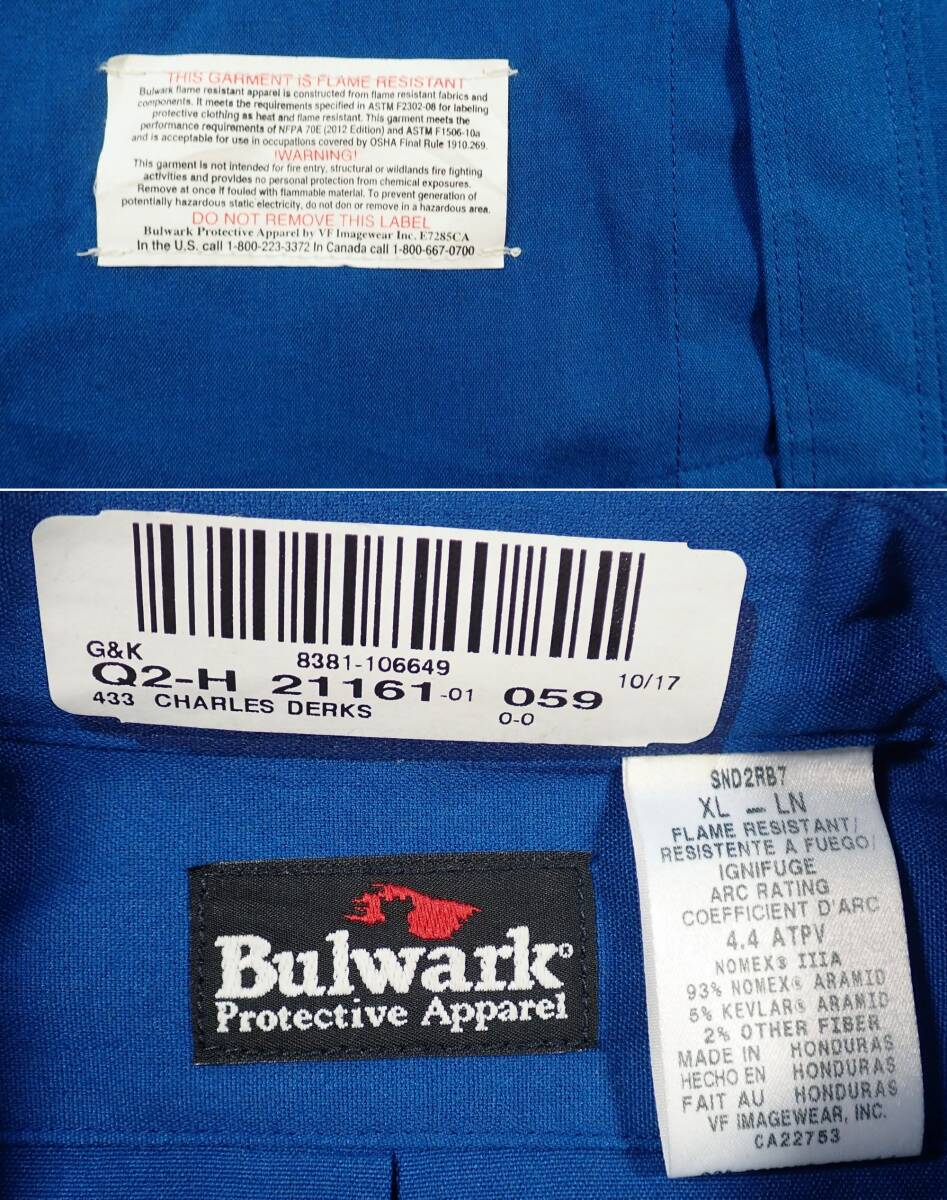 THIS GARMENT IS FLAME RESISTANT
Bulwark flame resistant apparel is constructed from flame resistant fabrics and
components. It meets the requirements specified in ASTM F2302-08 for labeling
protective clothing as heat and flame resistant. This garment meets the
performance requirements of NFPA 70E (2012 Edition) and ASTM F1506-10a
and is acceptable for use in occupations covered by OSHA Final Rule 1910.269.
!WARNING!
This garment is not intended for fire entry, structural or wildlands fire fighting
activities and provides no personal protection from chemical exposures.
Remove at once if fouled with flammable material. To prevent generation of
potentially hazardous static electricity, do not don or remove in a hazardous area.
DO NOT REMOVE THIS LABEL
Bulwark Protective Apparel by VF Imagewear Inc. E7285CA
In the U.S. call 1-800-223-3372 In Canada call 1-800-667-0700
G&K 8381-106649 10/17
Q2-H 21161-01 059
433 CHARLES DERKS 0-0
Bulwark®
Protective Apparel
SND2RB7
XL - LN
FLAME RESISTANT/
RESISTENTE A FUEGO/
IGNIFUGE
ARC RATING
COEFFICIENT D'ARC
4.4 ATPV
NOMEX® IIIA
93% NOMEX® ARAMID
5% KEVLAR® ARAMID
2% OTHER FIBER
MADE IN HONDURAS
HECHO EN HONDURAS
FAIT AU HONDURAS
VF IMAGEWEAR, INC.
CA22753